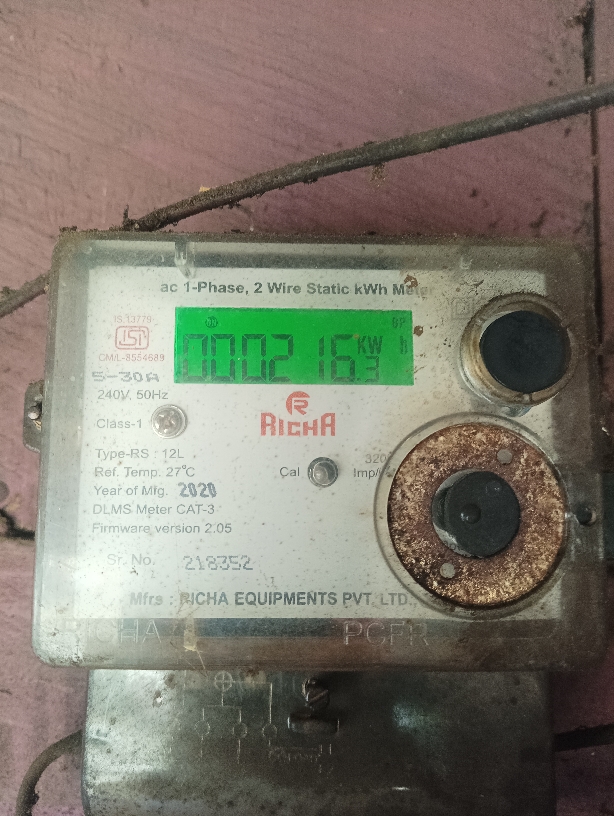 ac 1-Phase, 2 Wire Static kWh Meter
IS 13779
CM/L-8554689
000216.3 KW H
5-30A
240V, 50Hz
RICHA
Class-1
Type-RS : 12L
Ref. Temp. 27°C
Cal
320
Imp/
Year of Mfg. 2020
DLMS Meter CAT-3
Firmware version 2.05
Sr. No. 218352
Mfrs : RICHA EQUIPMENTS PVT. LTD.
RICHA